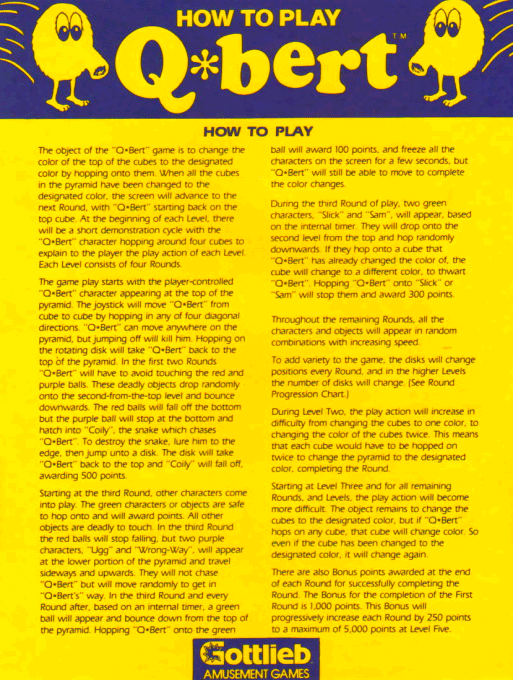 HOW TO PLAY
Q*bert™
HOW TO PLAY
The object of the "Q*Bert" game is to change the
color of the top of the cubes to the designated
color by hopping onto them. When all the cubes
in the pyramid have been changed to the
designated color, the screen will advance to the
next Round, with "Q*Bert" starting back on the
top cube. At the beginning of each Level, there
will be a short demonstration cycle with the
"Q*Bert" character hopping around four cubes to
explain to the player the play action of each Level.
Each Level consists of four Rounds.
The game play starts with the player-controlled
"Q*Bert" character appearing at the top of the
pyramid. The joystick will move "Q*Bert" from
cube to cube by hopping in any of four diagonal
directions. "Q*Bert" can move anywhere on the
pyramid, but jumping off will kill him. Hopping on
the rotating disk will take "Q*Bert" back to the
top of the pyramid. In the first two Rounds
"Q*Bert" will have to avoid touching the red and
purple balls. These deadly objects drop randomly
onto the second-from-the-top level and bounce
downwards. The red balls will fall off the bottom
but the purple ball will stop at the bottom and
hatch into "Coily", the snake which chases
"Q*Bert". To destroy the snake, lure him to the
edge, then jump unto a disk. The disk will take
"Q*Bert" back to the top and "Coily" will fall off,
awarding 500 points.
Starting at the third Round, other characters come
into play. The green characters or objects are safe
to hop onto and will award points. All other
objects are deadly to touch. In the third Round
the red balls will stop falling, but two purple
characters, "Ugg" and "Wrong-Way", will appear
at the lower portion of the pyramid and travel
sideways and upwards. They will not chase
"Q*Bert" but will move randomly to get in
"Q*Bert's" way. In the third Round and every
Round after, based on an internal timer, a green
ball will appear and bounce down from the top of
the pyramid. Hopping "Q*Bert" onto the green
ball will award 100 points, and freeze all the
characters on the screen for a few seconds, but
"Q*Bert" will still be able to move to complete
the color changes.
During the third Round of play, two green
characters, "Slick" and "Sam", will appear, based
on the internal timer. They will drop onto the
second level from the top and hop randomly
downwards. If they hop onto a cube that
"Q*Bert" has already changed the color of, the
cube will change to a different color, to thwart
"Q*Bert". Hopping "Q*Bert" onto "Slick" or
"Sam" will stop them and award 300 points.
Throughout the remaining Rounds, all the
characters and objects will appear in random
combinations with increasing speed.
To add variety to the game, the disks will change
positions every Round, and in the higher Levels
the number of disks will change. (See Round
Progression Chart.)
During Level Two, the play action will increase in
difficulty from changing the cubes to one color, to
changing the color of the cubes twice. This means
that each cube would have to be hopped on
twice to change the pyramid to the designated
color, completing the Round.
Starting at Level Three and for all remaining
Rounds, and Levels, the play action will become
more difficult. The object remains to change the
cubes to the designated color, but if "Q*Bert"
hops on any cube, that cube will change color. So
even if the cube has been changed to the
designated color, it will change again.
There are also Bonus points awarded at the end
of each Round for successfully completing the
Round. The Bonus for the completion of the First
Round is 1,000 points. This Bonus will
progressively increase each Round by 250 points
to a maximum of 5,000 points at Level Five.
Gottlieb
AMUSEMENT GAMES